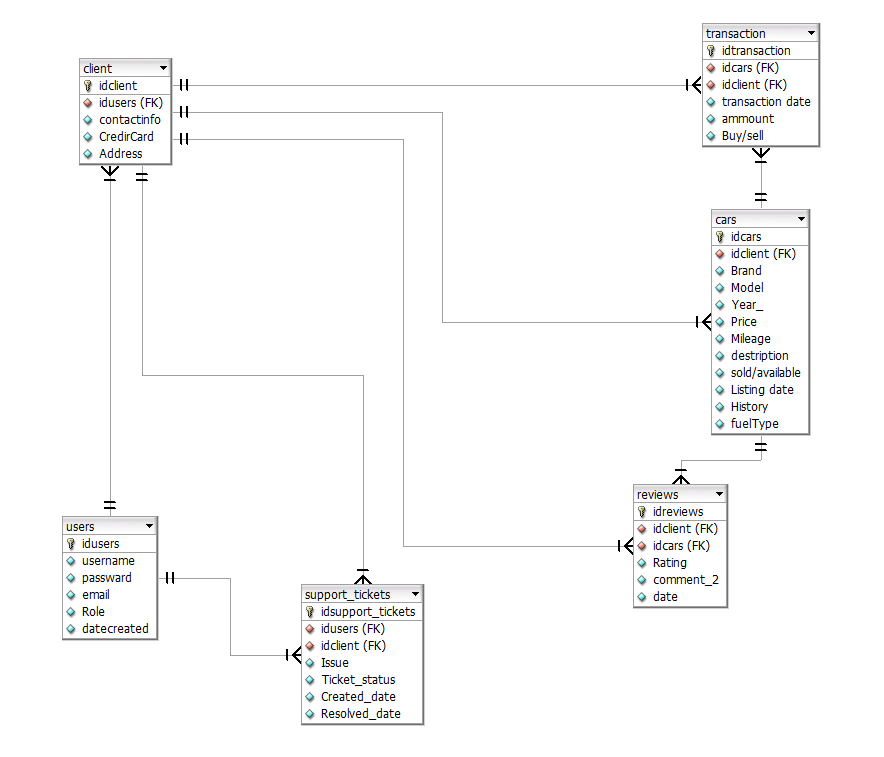 transaction
idtransaction
idcars (FK)
idclient (FK)
transaction date
ammount
Buy/sell
client
idclient
idusers (FK)
contactinfo
CredirCard
Address
cars
idcars
idclient (FK)
Brand
Model
Year_
Price
Mileage
destription
sold/available
Listing date
History
fuelType
reviews
idreviews
idclient (FK)
idcars (FK)
Rating
comment_2
date
users
idusers
username
passward
email
Role
datecreated
support_tickets
idsupport_tickets
idusers (FK)
idclient (FK)
Issue
Ticket_status
Created_date
Resolved_date